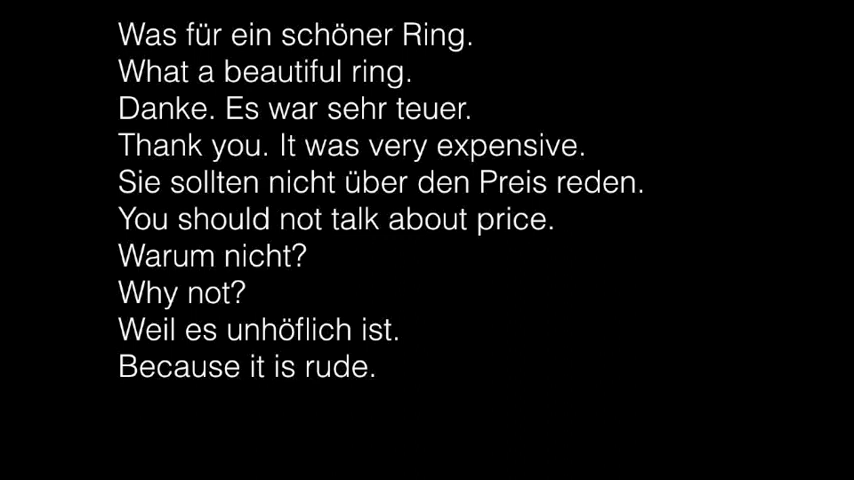 Was für ein schöner Ring.
What a beautiful ring.
Danke. Es war sehr teuer.
Thank you. It was very expensive.
Sie sollten nicht über den Preis reden.
You should not talk about price.
Warum nicht?
Why not?
Weil es unhöflich ist.
Because it is rude.